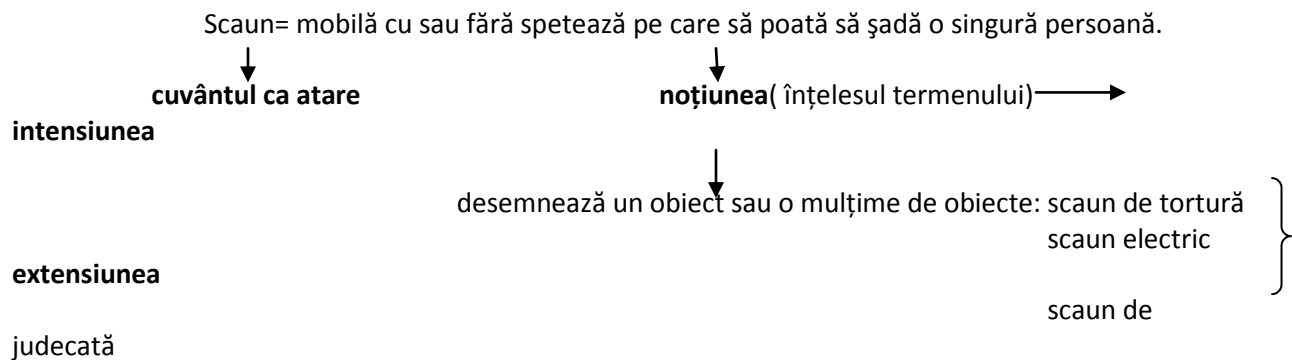 Scaun= mobilă cu sau fără spetează pe care să poată să şadă o singură persoană.
cuvântul ca atare noțiunea( înțelesul termenului)
intensiunea
desemnează un obiect sau o mulțime de obiecte: scaun de tortură
scaun electric
extensiunea
scaun de
judecată